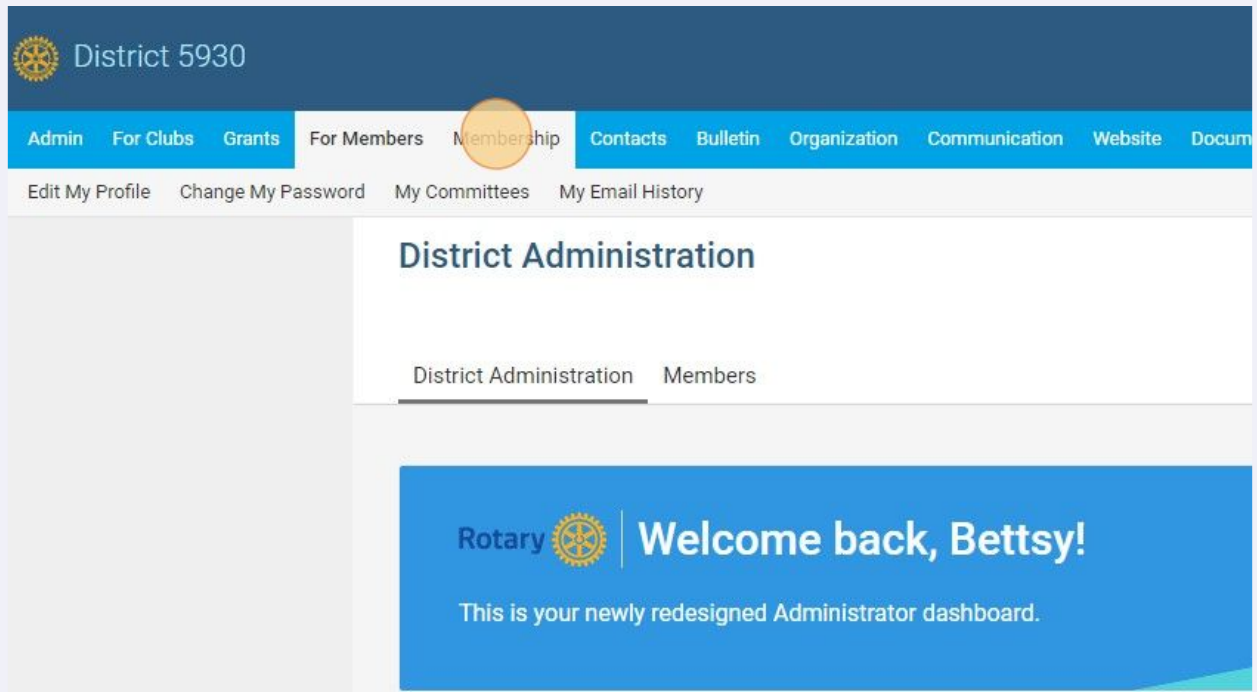 District 5930
Admin For Clubs Grants For Members Membership Contacts Bulletin Organization Communication Website Docum
Edit My Profile Change My Password My Committees My Email History
District Administration
District Administration Members
Rotary Welcome back, Bettsy!
This is your newly redesigned Administrator dashboard.